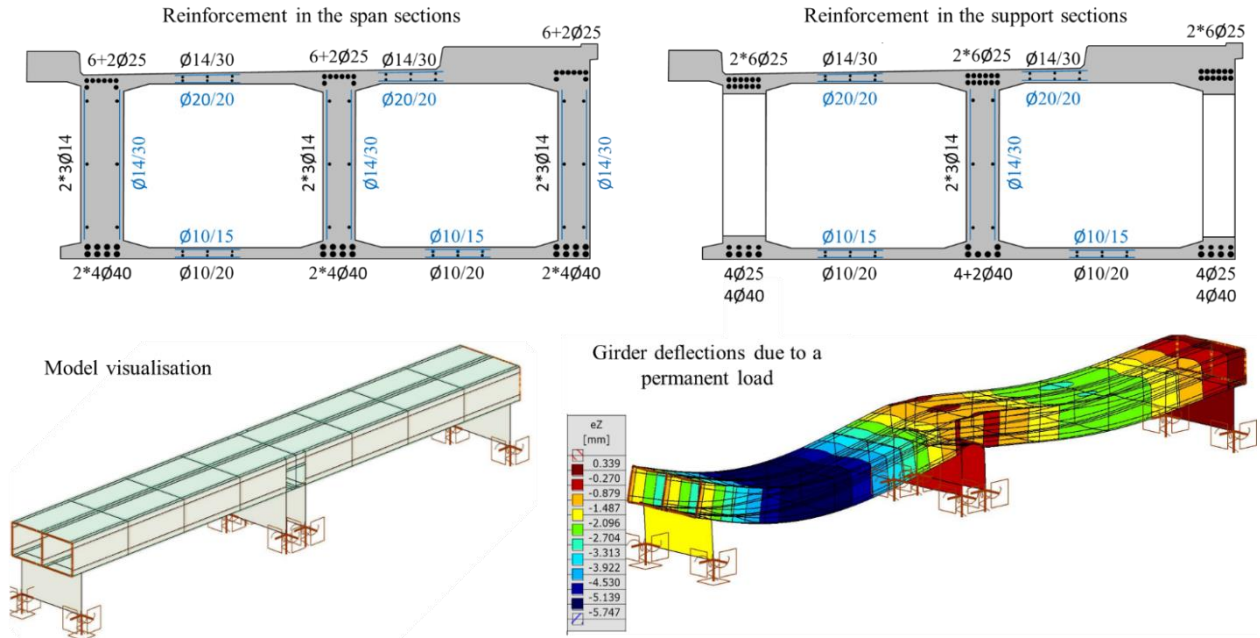 Reinforcement in the span sections
6+2Ø25
Ø14/30
6+2Ø25
Ø14/30
6+2Ø25
Ø20/20
Ø20/20
2*3Ø14
Ø14/30
2*3Ø14
Ø14/30
2*3Ø14
Ø14/30
Ø10/15
Ø10/15
2*4Ø40
Ø10/20
2*4Ø40
Ø10/20
2*4Ø40
Reinforcement in the support sections
2*6Ø25
2*6Ø25
Ø14/30
2*6Ø25
Ø14/30
Ø20/20
Ø20/20
2*3Ø14
Ø14/30
Ø10/15
Ø10/15
4Ø25
4Ø40
Ø10/20
4+2Ø40
Ø10/20
4Ø25
4Ø40
Model visualisation
Girder deflections due to a
permanent load
eZ
[mm]
0.339
-0.270
-0.879
-1.487
-2.096
-2.704
-3.313
-3.922
-4.530
-5.139
-5.747